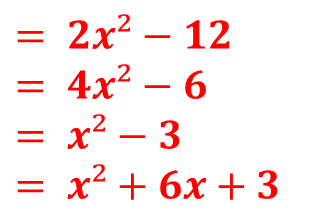 = 2x² − 12
= 4x² − 6
= x² − 3
= x² + 6x + 3